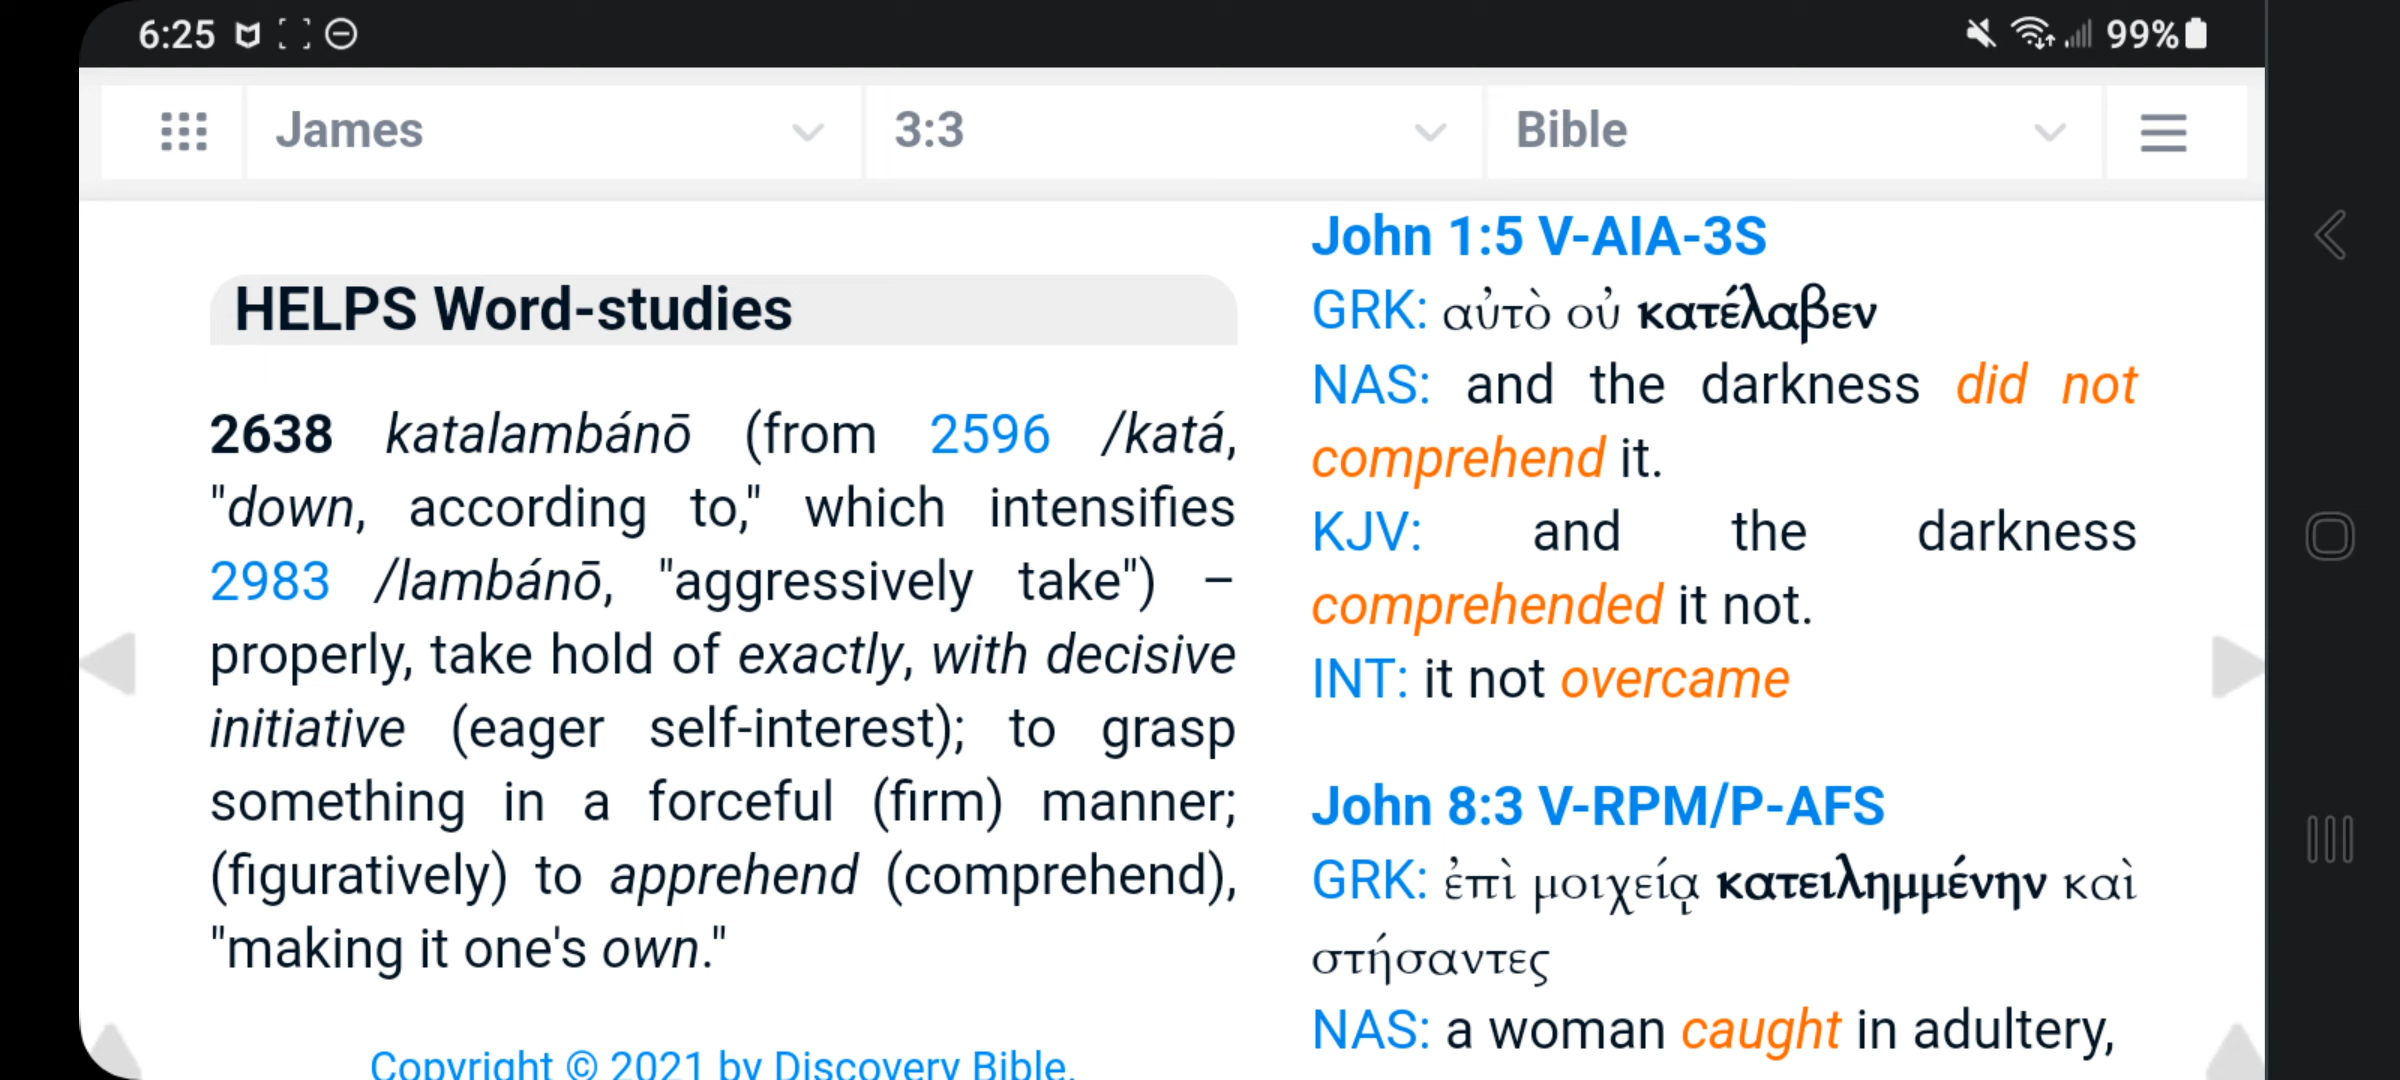 6:25 99%
James 3:3 Bible
HELPS Word-studies
2638 katalambánō (from 2596 /katá,
"down, according to," which intensifies
2983 /lambánō, "aggressively take") –
properly, take hold of exactly, with decisive
initiative (eager self-interest); to grasp
something in a forceful (firm) manner;
(figuratively) to apprehend (comprehend),
"making it one's own."
Copyright © 2021 by Discovery Bible.
John 1:5 V-AIA-3S
GRK: αὐτὸ οὐ κατέλαβεν
NAS: and the darkness did not
comprehend it.
KJV: and the darkness
comprehended it not.
INT: it not overcame
John 8:3 V-RPM/P-AFS
GRK: ἐπὶ μοιχείᾳ κατειλημμένην καὶ
στήσαντες
NAS: a woman caught in adultery,